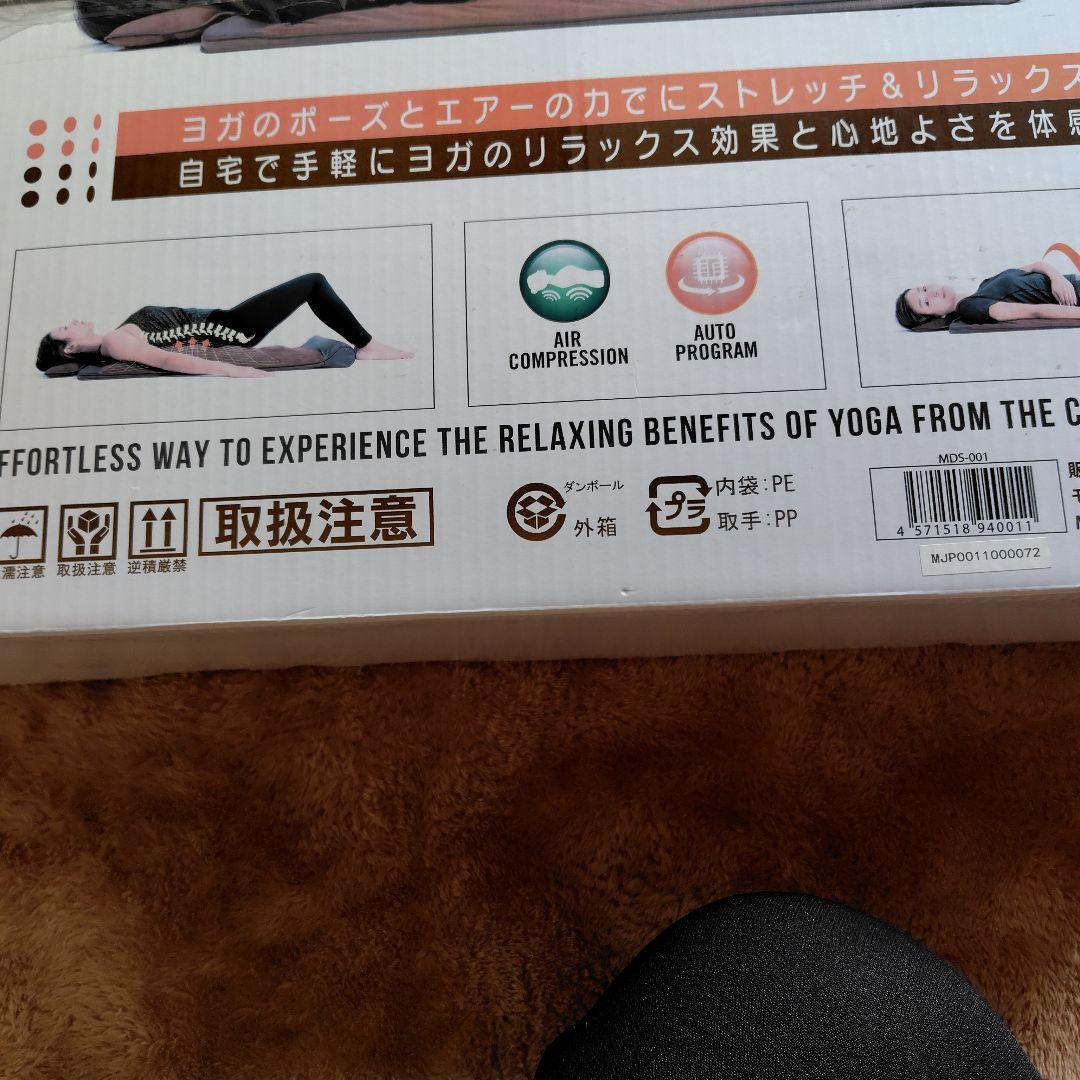 ヨガのポーズとエアーの力でにストレッチ＆リラックス
自宅で手軽にヨガのリラックス効果と心地よさを体感
AIR
COMPRESSION
AUTO
PROGRAM
FFORTLESS WAY TO EXPERIENCE THE RELAXING BENEFITS OF YOGA FROM THE C
濡注意
取扱注意
逆積厳禁
取扱注意
ダンボール
外箱
プラ
内袋:PE
取手:PP
MDS-001
4 571518 940011
MJP0011000072
販